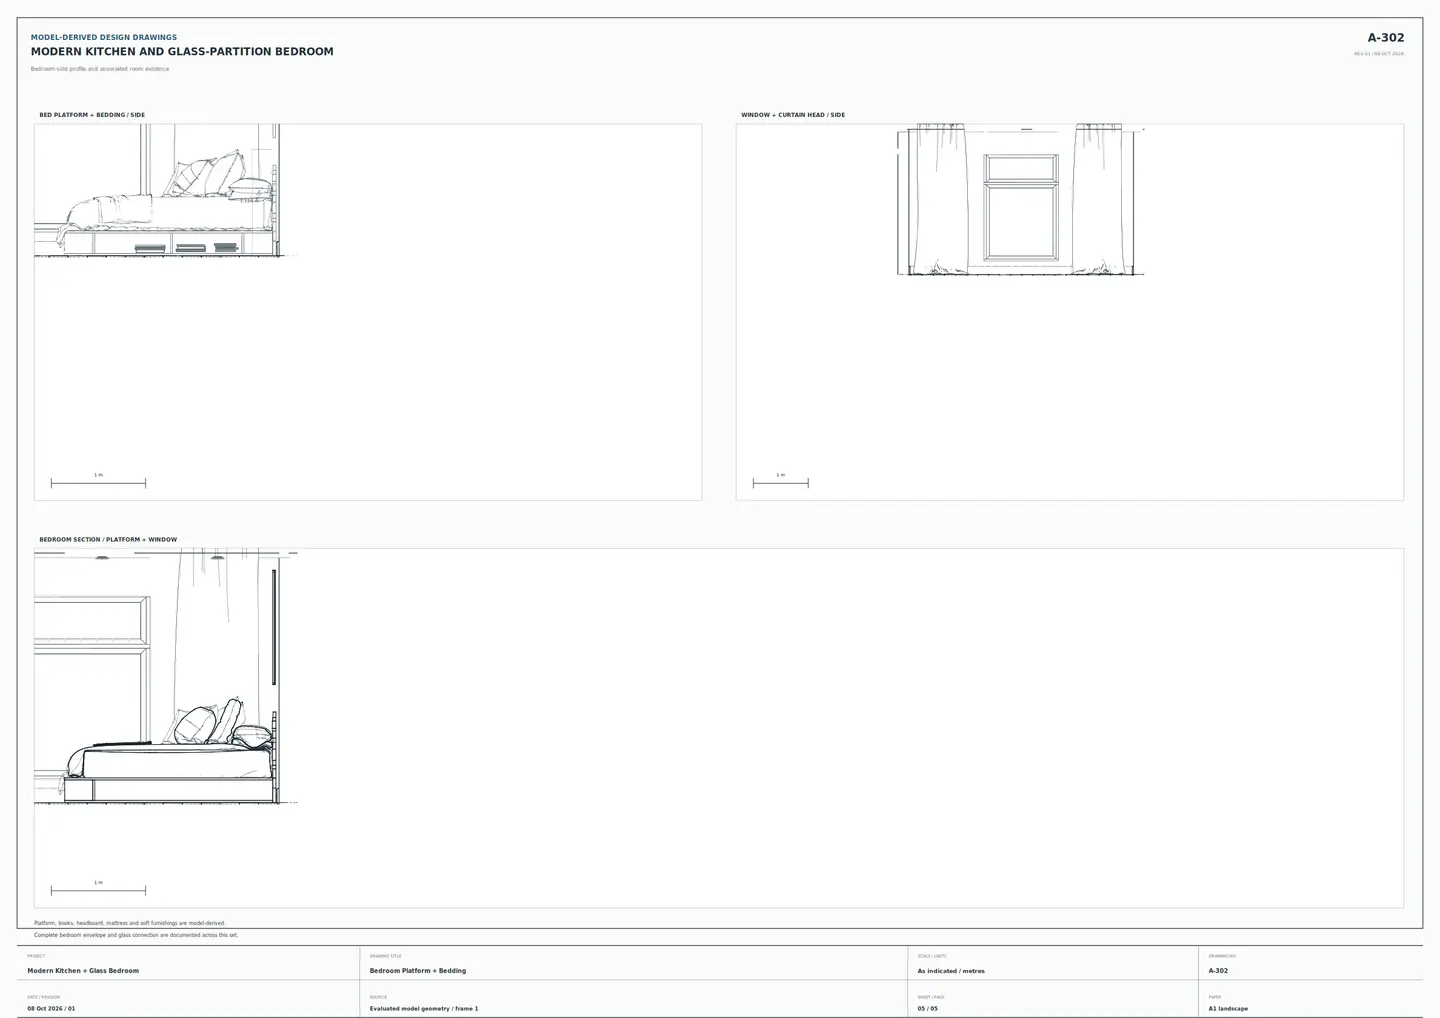 MODEL-DERIVED DESIGN DRAWINGS
MODERN KITCHEN AND GLASS-PARTITION BEDROOM
Bedroom-side profile and associated room evidence
A-302
REV 01 / 08 OCT 2026
BED PLATFORM + BEDDING / SIDE
1 m
WINDOW + CURTAIN HEAD / SIDE
1 m
BEDROOM SECTION / PLATFORM + WINDOW
1 m
Platform, books, headboard, mattress and soft furnishings are model-derived.
Complete bedroom envelope and glass connection are documented across this set.
PROJECT
Modern Kitchen + Glass Bedroom
DRAWING TITLE
Bedroom Platform + Bedding
SCALE / UNITS
As indicated / metres
DRAWING NO
A-302
DATE / REVISION
08 Oct 2026 / 01
SOURCE
Evaluated model geometry / frame 1
SHEET / PAGE
05 / 05
PAPER
A1 landscape